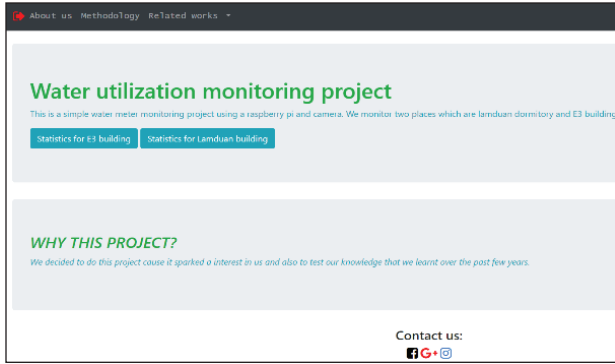 About us Methodology Related works
Water utilization monitoring project
This is a simple water meter monitoring project using a raspberry pi and camera. We monitor two places which are lamduan dormitory and E3 building
Statistics for E3 building Statistics for Lamduan building
WHY THIS PROJECT?
We decided to do this project cause it sparked a interest in us and also to test our knowledge that we learnt over the past few years.
Contact us: